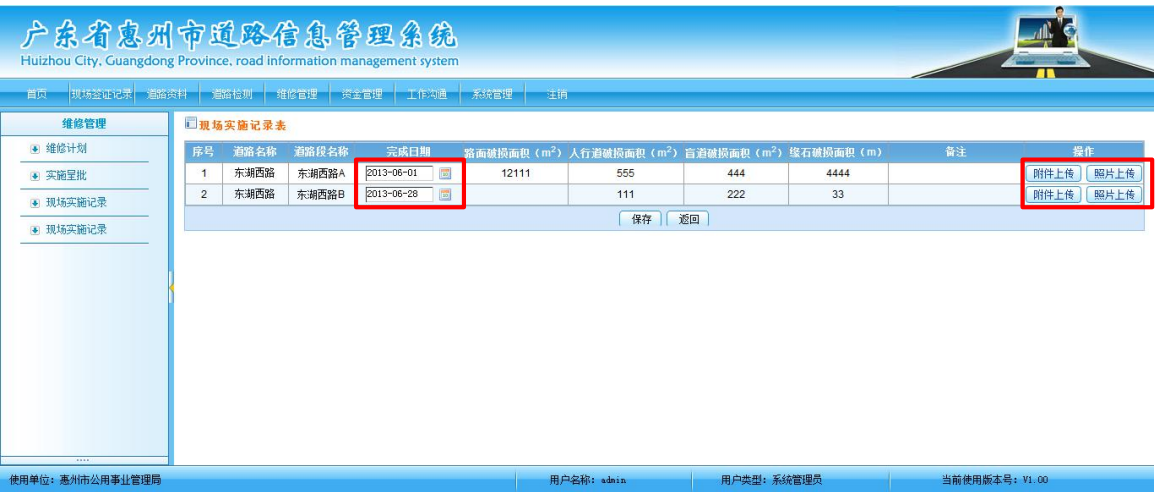 广东省惠州市道路信息管理系统
Huizhou City, Guangdong Province, road information management system
首页 现场签证记录 道路资料 道路检测 维修管理 资金管理 工作沟通 系统管理 注销
维修管理
维修计划
实施呈批
现场实施记录
现场实施记录
现场实施记录表
序号 道路名称 道路段名称 完成日期 路面破损面积（m²） 人行道破损面积（m²） 盲道破损面积（m²） 缘石破损面积（m） 备注 操作
1 东湖西路 东湖西路A 2013-06-01 12111 555 444 4444 附件上传 照片上传
2 东湖西路 东湖西路B 2013-06-28 111 222 33 附件上传 照片上传
保存 返回
使用单位：惠州市公用事业管理局 用户名称：admin 用户类型：系统管理员 当前使用版本号：V1.00